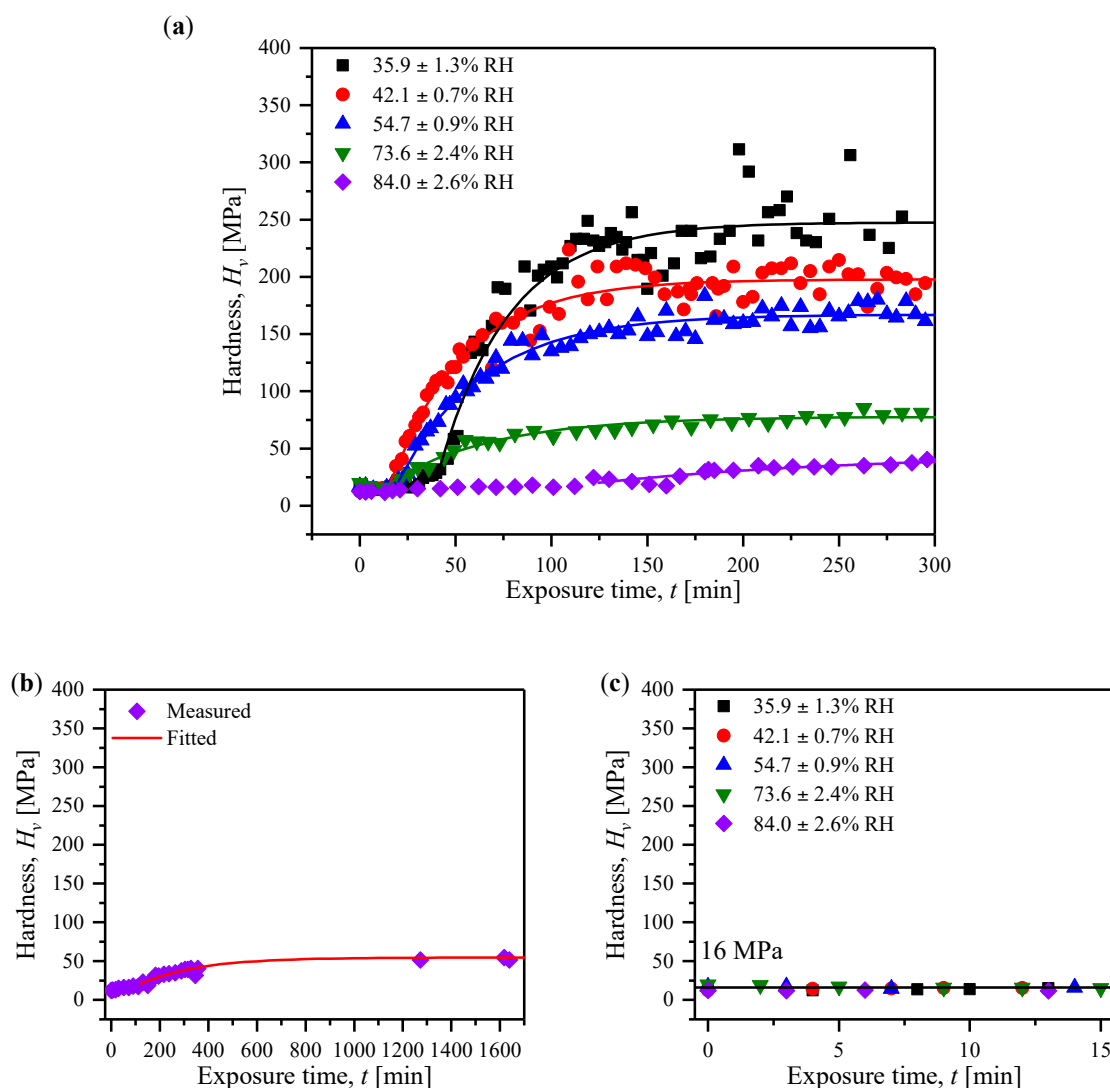 (a)
400
350
300
250
200
150
100
50
0
Hardness, Hv [MPa]
35.9 ± 1.3% RH
42.1 ± 0.7% RH
54.7 ± 0.9% RH
73.6 ± 2.4% RH
84.0 ± 2.6% RH
0 50 100 150 200 250 300
Exposure time, t [min]
(b)
400
350
300
250
200
150
100
50
0
Hardness, Hv [MPa]
Measured
Fitted
0 200 400 600 800 1000 1200 1400 1600
Exposure time, t [min]
(c)
400
350
300
250
200
150
100
50
0
Hardness, Hv [MPa]
35.9 ± 1.3% RH
42.1 ± 0.7% RH
54.7 ± 0.9% RH
73.6 ± 2.4% RH
84.0 ± 2.6% RH
16 MPa
0 5 10 15
Exposure time, t [min]